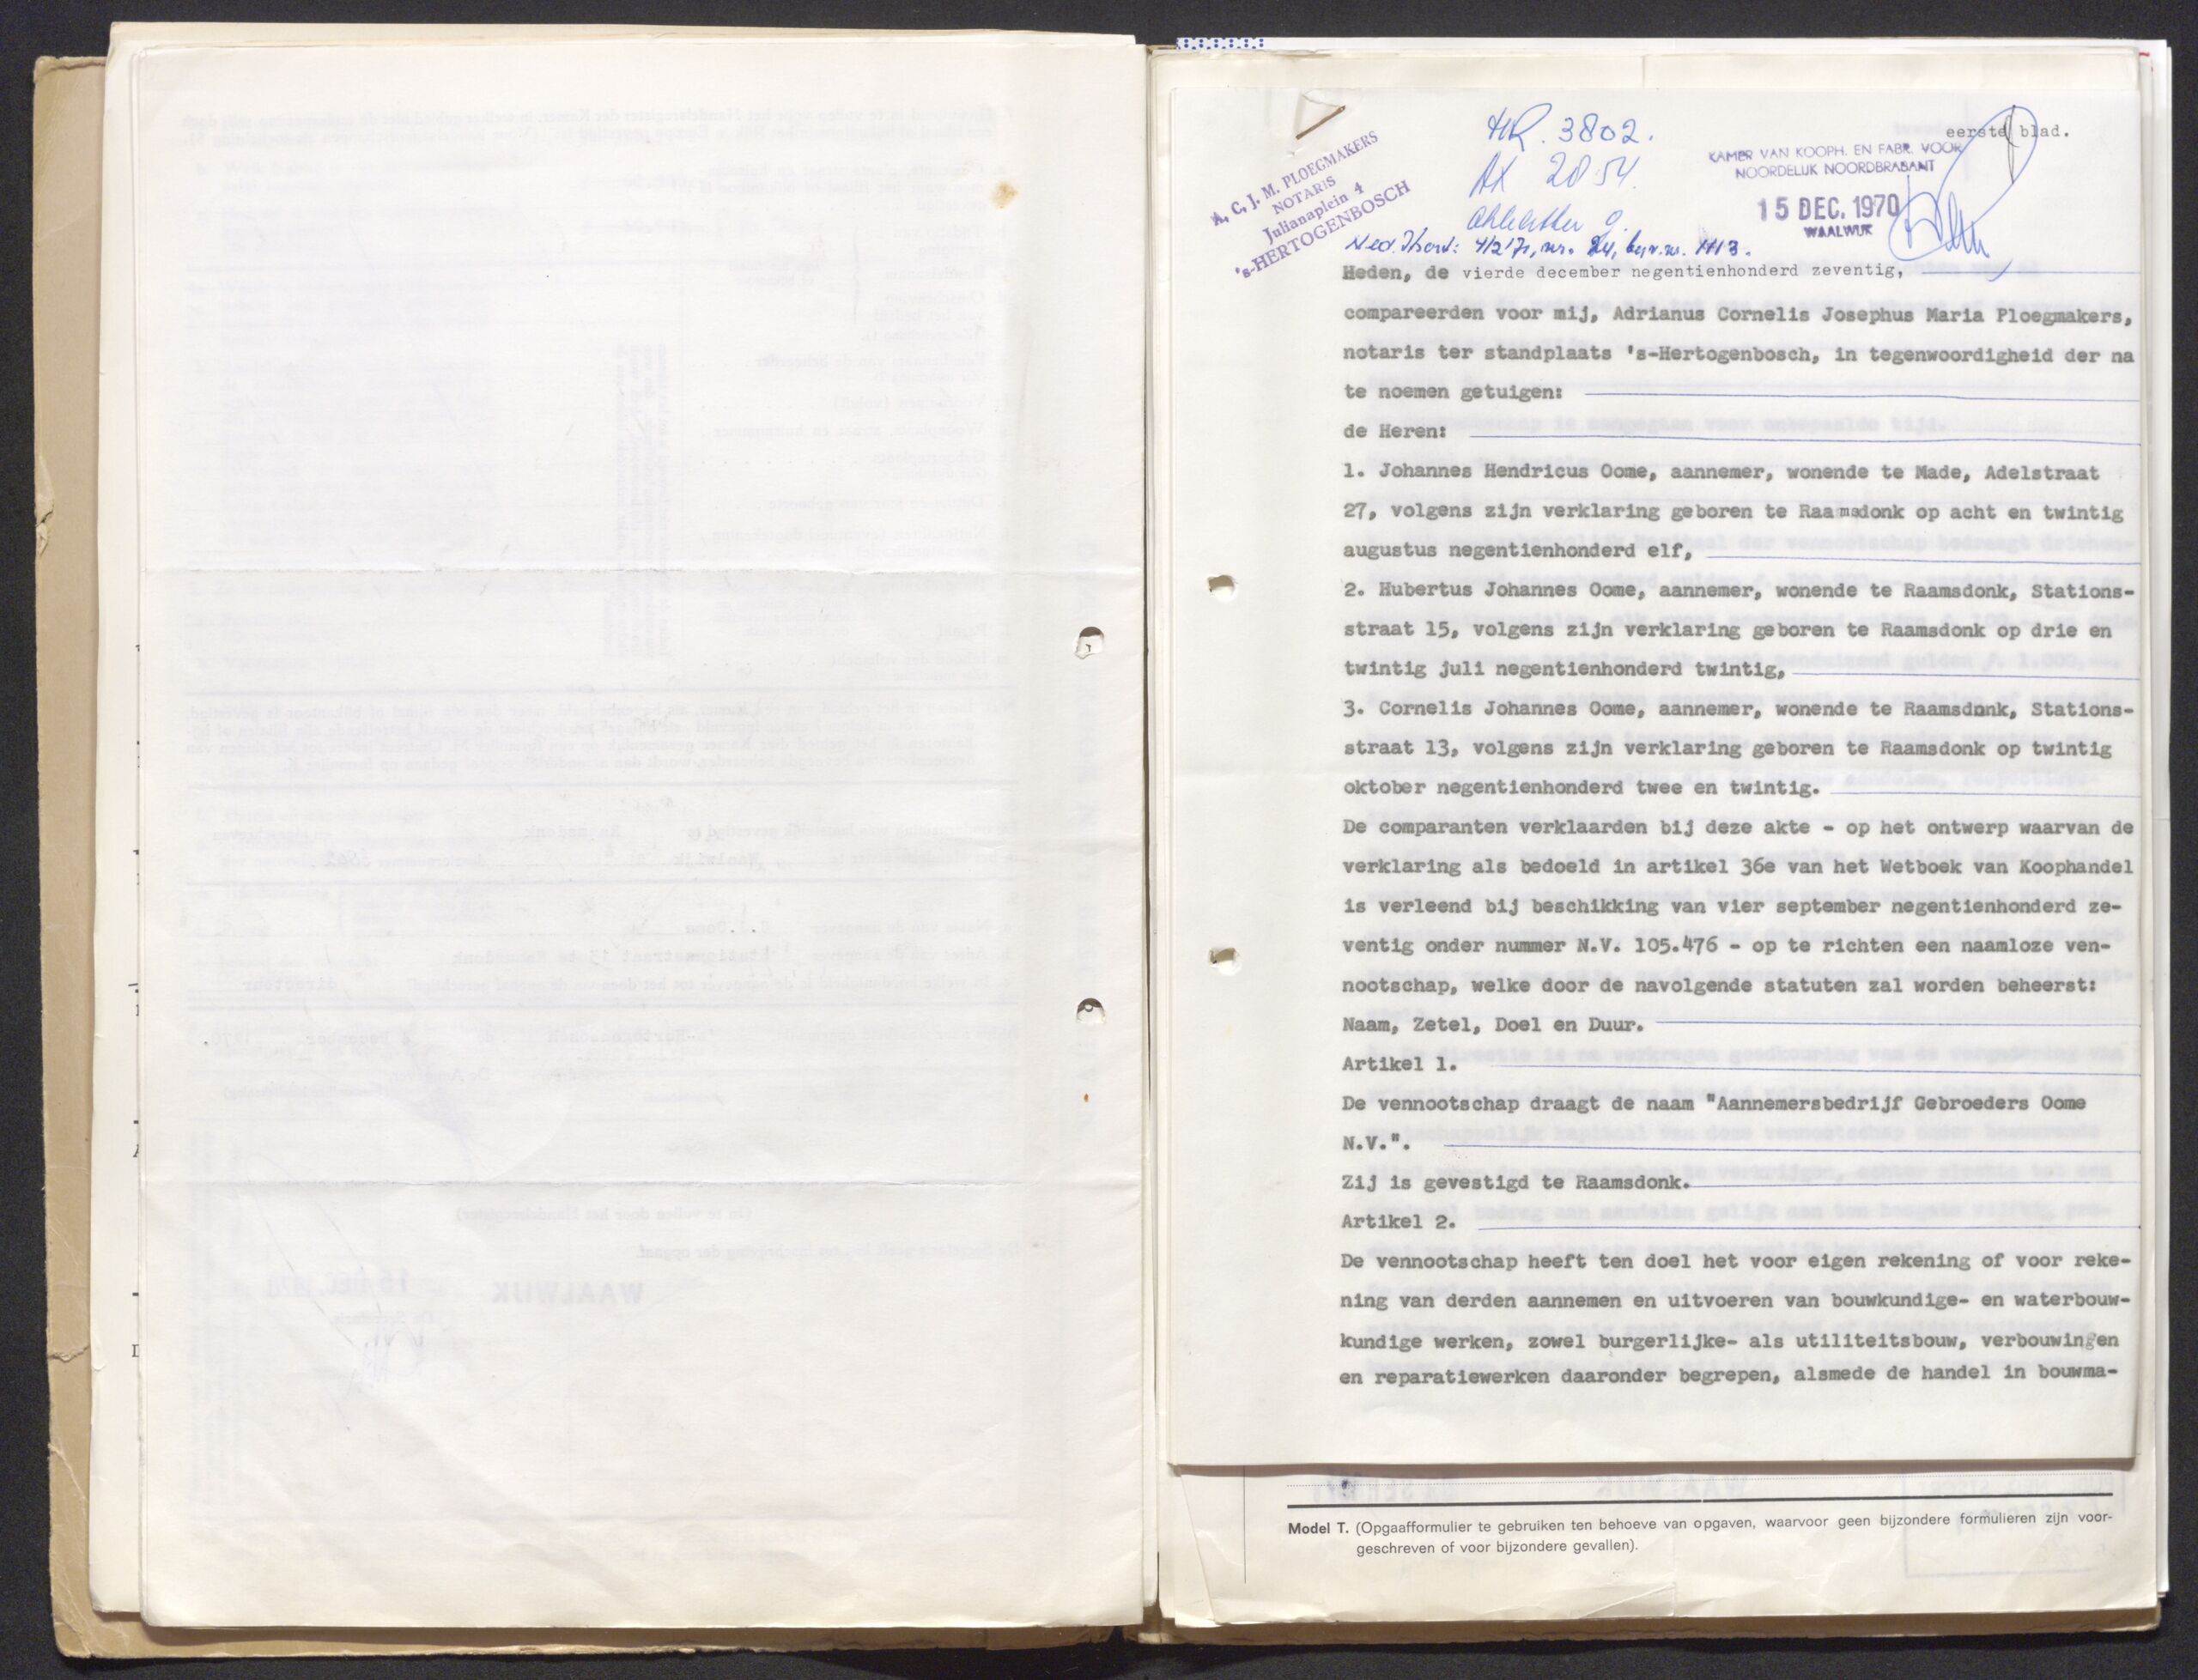 HR. 3802.
eerste blad.
A. C. J. M. PLOEGMAKERS
NOTARIS
Julianaplein 4
's-HERTOGENBOSCH
KAMER VAN KOOPH. EN FABR. VOOR
NOORDELIJK NOORDBRABANT
15 DEC. 1970
WAALWIJK
2054.
Heden, de vierde december negentienhonderd zeventig,
compareerden voor mij, Adrianus Cornelis Josephus Maria Ploegmakers,
notaris ter standplaats 's-Hertogenbosch, in tegenwoordigheid der na
te noemen getuigen:
de Heren:
1. Johannes Hendricus Oome, aannemer, wonende te Made, Adelstraat
27, volgens zijn verklaring geboren te Raamsdonk op acht en twintig
augustus negentienhonderd elf,
2. Hubertus Johannes Oome, aannemer, wonende te Raamsdonk, Stations-
straat 15, volgens zijn verklaring geboren te Raamsdonk op drie en
twintig juli negentienhonderd twintig,
3. Cornelis Johannes Oome, aannemer, wonende te Raamsdonk, Stations-
straat 13, volgens zijn verklaring geboren te Raamsdonk op twintig
oktober negentienhonderd twee en twintig.
De comparanten verklaarden bij deze akte - op het ontwerp waarvan de
verklaring als bedoeld in artikel 36e van het Wetboek van Koophandel
is verleend bij beschikking van vier september negentienhonderd ze-
ventig onder nummer N.V. 105.476 - op te richten een naamloze ven-
nootschap, welke door de navolgende statuten zal worden beheerst:
Naam, Zetel, Doel en Duur.
Artikel 1.
De vennootschap draagt de naam "Aannemersbedrijf Gebroeders Oome
N.V.".
Zij is gevestigd te Raamsdonk.
Artikel 2.
De vennootschap heeft ten doel het voor eigen rekening of voor reke-
ning van derden aannemen en uitvoeren van bouwkundige- en waterbouw-
kundige werken, zowel burgerlijke- als utiliteitsbouw, verbouwingen
en reparatiewerken daaronder begrepen, alsmede de handel in bouwma-
Model T. (Opgaafformulier te gebruiken ten behoeve van opgaven, waarvoor geen bijzondere formulieren zijn voor-
geschreven of voor bijzondere gevallen).